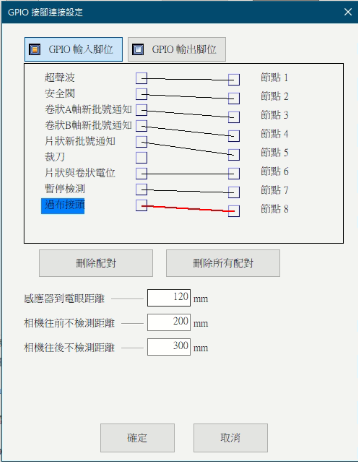 GPIO 接腳連接設定
GPIO 輸入腳位 GPIO 輸出腳位
超聲波 節點 1
安全閥 節點 2
卷狀A軸新批號通知 節點 3
卷狀B軸新批號通知 節點 4
片狀新批號通知 節點 5
裁刀
片狀與卷狀電位 節點 6
暫停檢測 節點 7
過布接頭 節點 8
刪除配對 刪除所有配對
感應器到電眼距離 120 mm
相機往前不檢測距離 200 mm
相機往後不檢測距離 300 mm
確定 取消